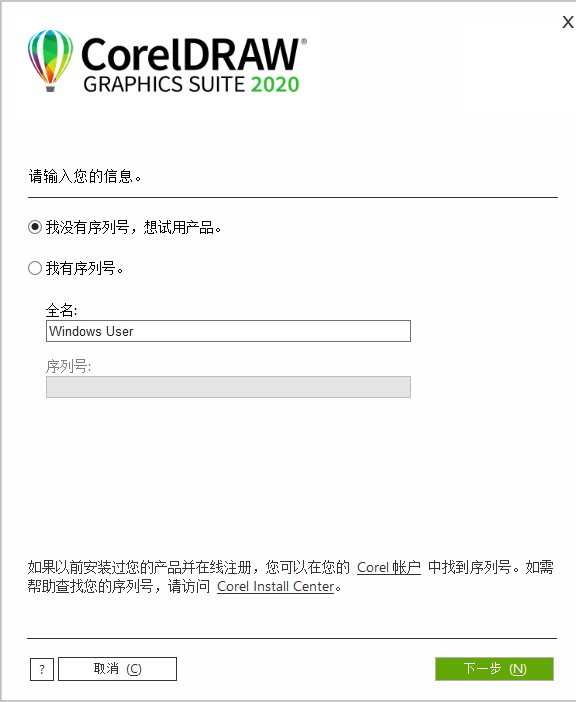 X
CorelDRAW®
GRAPHICS SUITE 2020
请输入您的信息。
我没有序列号，想试用产品。
我有序列号。
全名:
Windows User
序列号:
如果以前安装过您的产品并在线注册，您可以在您的 Corel 帐户 中找到序列号。如需
帮助查找您的序列号，请访问 Corel Install Center。
? 取消 (C) 下一步 (N)